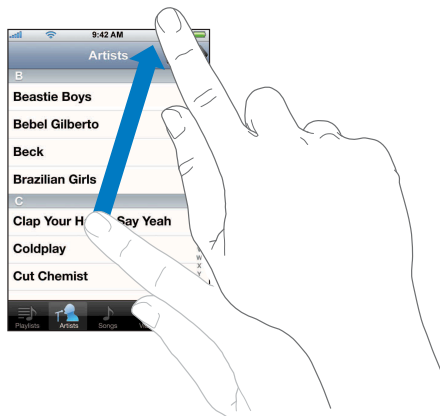 9:42 AM
Artists
B
Beastie Boys
Bebel Gilberto
Beck
Brazilian Girls
C
Clap Your H Say Yeah
Coldplay
W
Cut Chemist
X
Y
Playlists Artists Songs